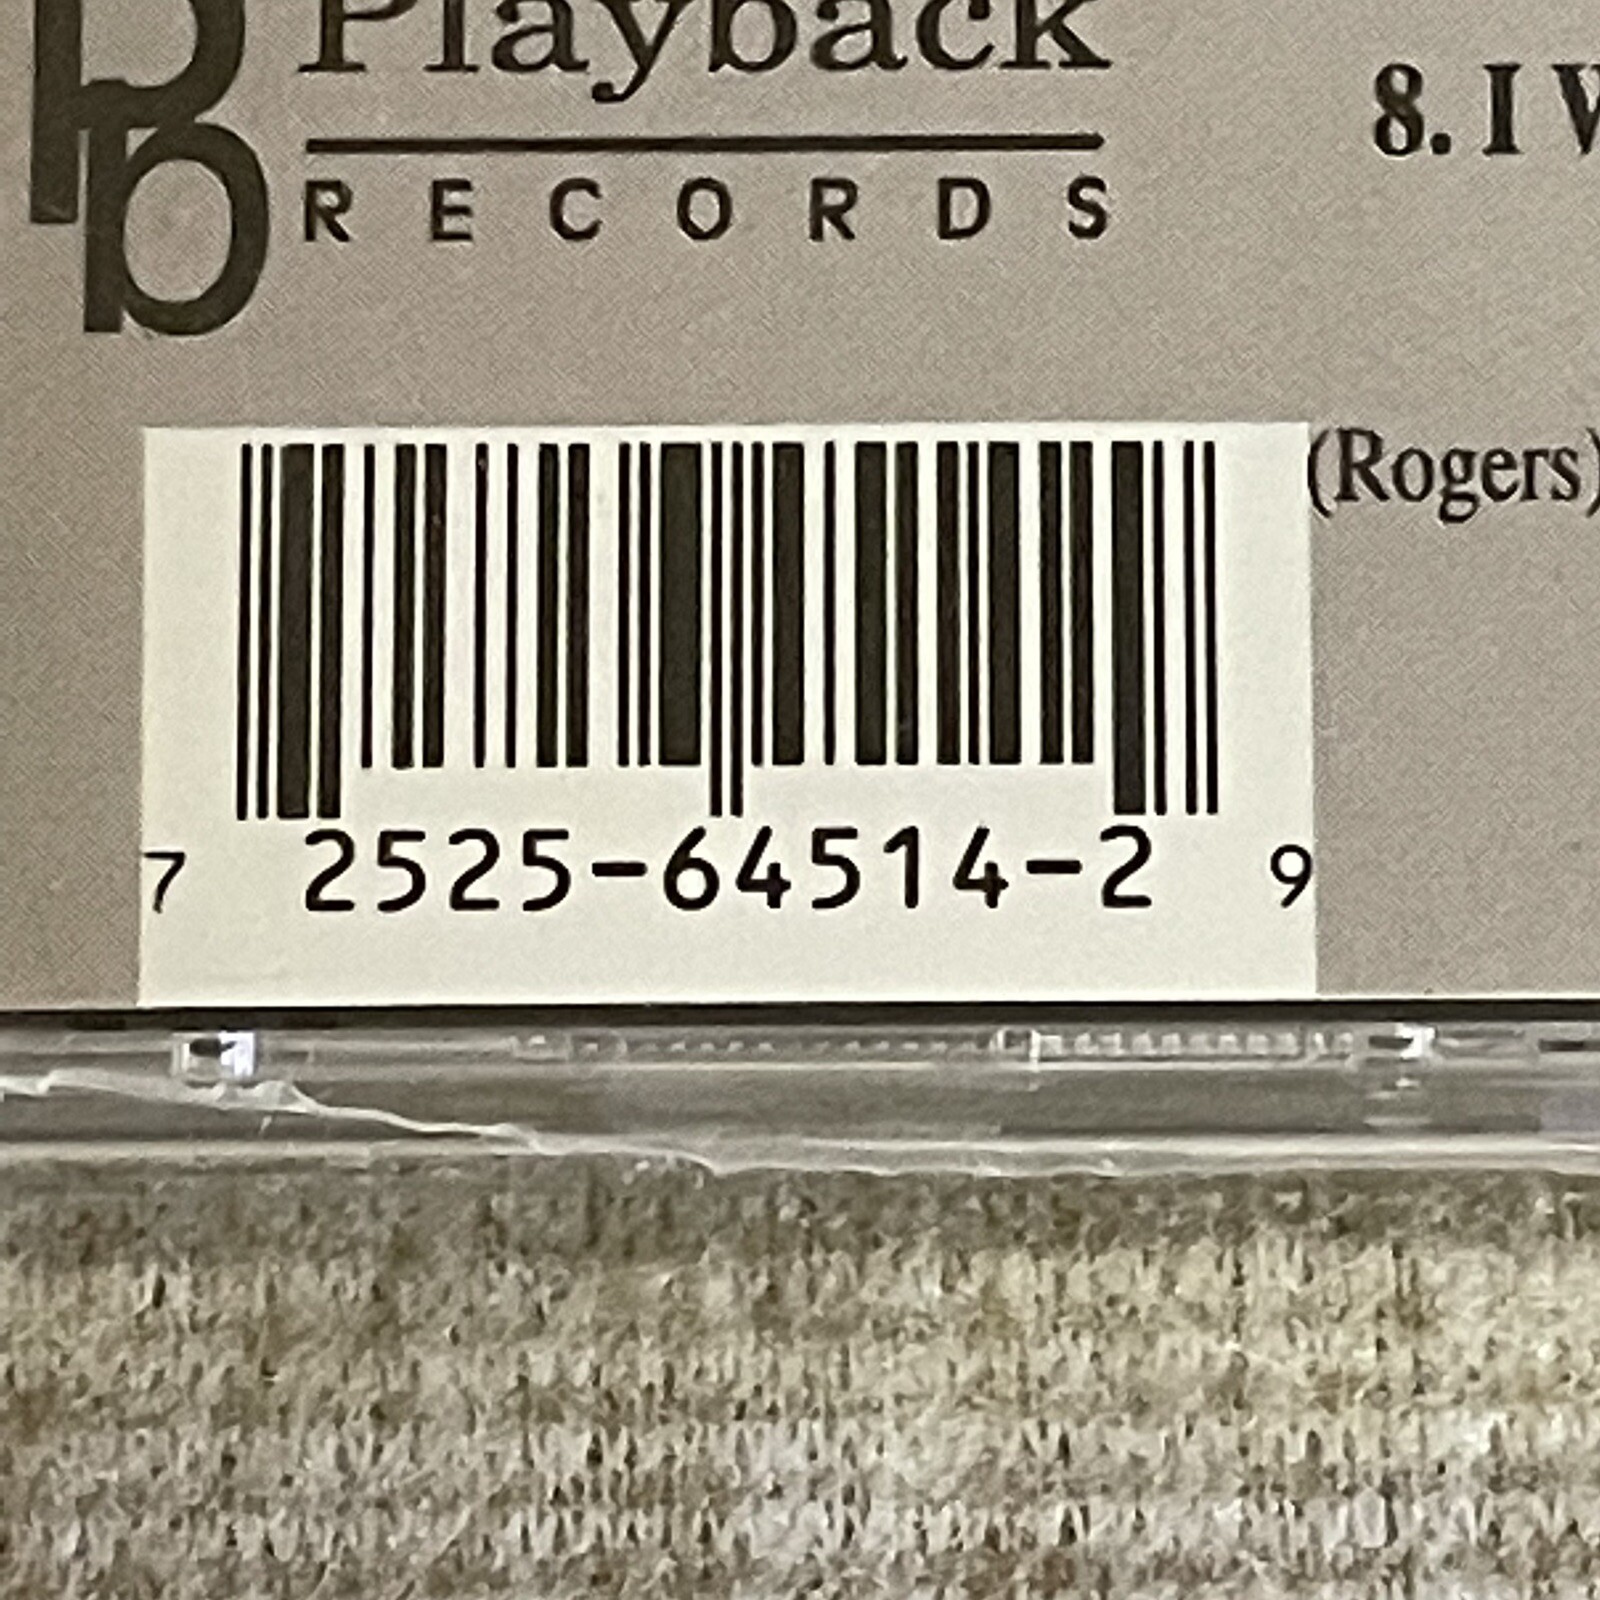 Playback
RECORDS
8. I
(Rogers)
7 2525-64514-2 9